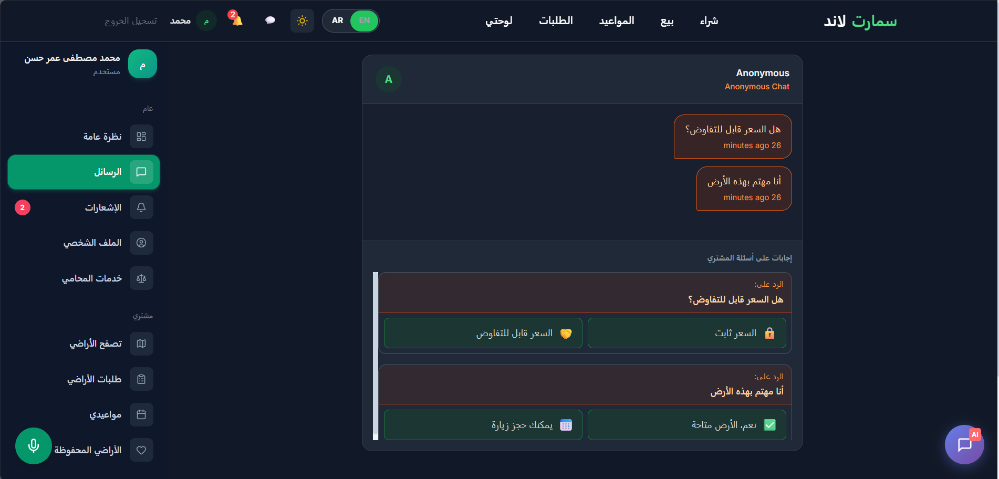 سمارت لاند
شراء
بيع
المواعيد
الطلبات
لوحتي
EN
AR
2
م
محمد
تسجيل الخروج
Anonymous
Anonymous Chat
A
هل السعر قابل للتفاوض؟
minutes ago 26
أنا مهتم بهذه الأرض
minutes ago 26
إجابات على أسئلة المشتري
الرد على:
هل السعر قابل للتفاوض؟
السعر ثابت
السعر قابل للتفاوض
الرد على:
أنا مهتم بهذه الأرض
نعم، الأرض متاحة
يمكنك حجز زيارة
AI
م
محمد مصطفى عمر حسن
مستخدم
عام
نظرة عامة
الرسائل
الإشعارات
2
الملف الشخصي
خدمات المحامي
مشتري
تصفح الأراضي
طلبات الأراضي
مواعيدي
الأراضي المحفوظة